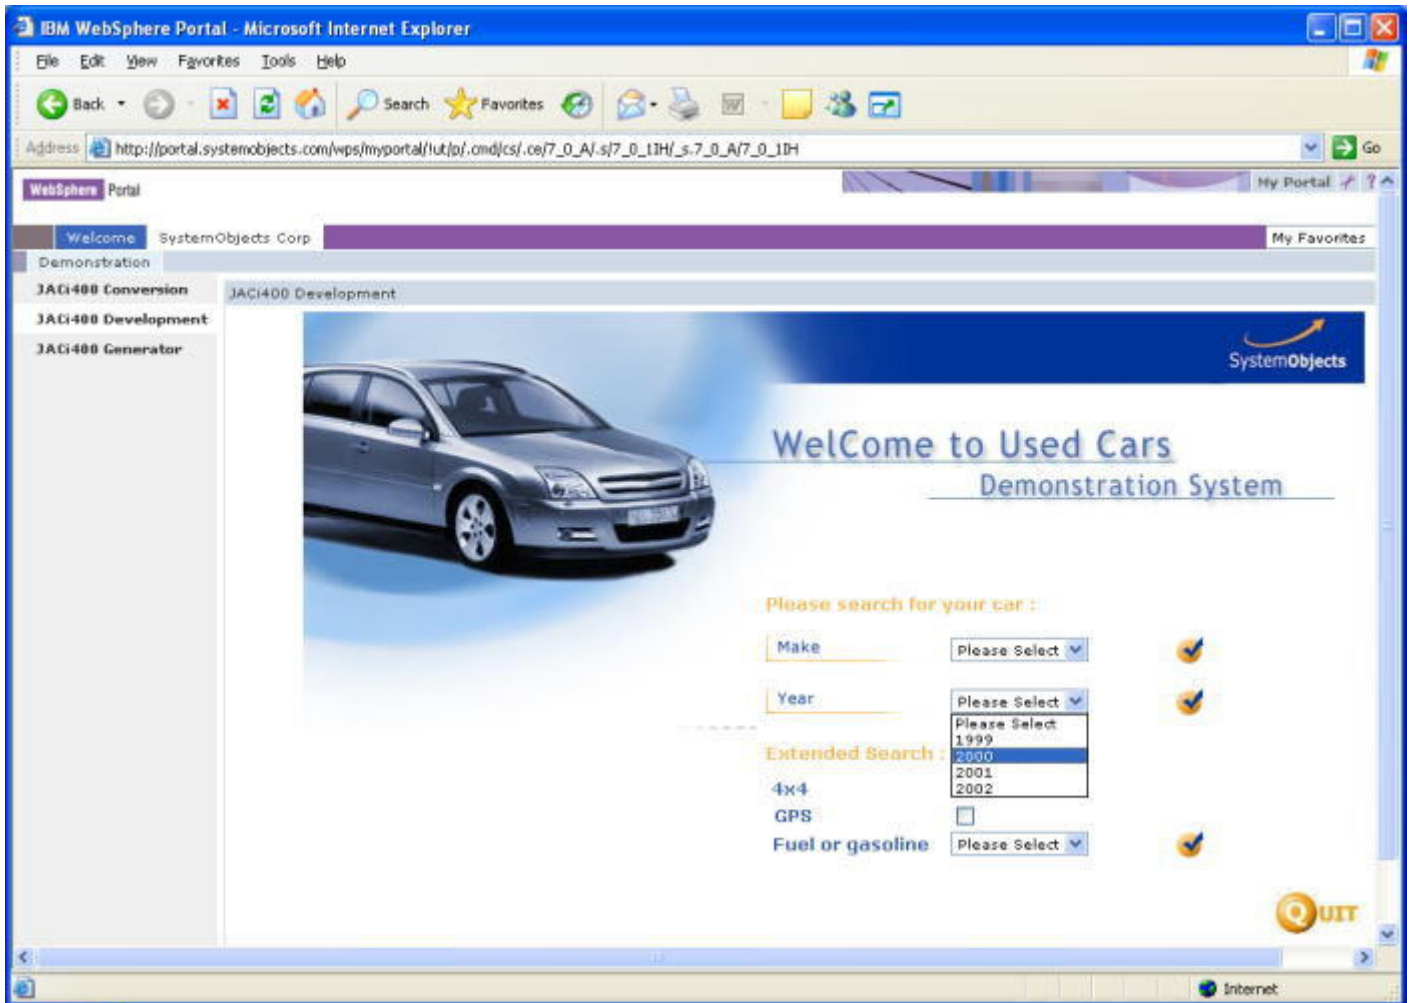 IBM WebSphere Portal - Microsoft Internet Explorer
File Edit View Favorites Tools Help
Back Search Favorites
Address http://portal.systemobjects.com/wps/myportal/!ut/p/.cmd/cs/.ce/7_0_A/.s/7_0_1IH/_s.7_0_A/7_0_1IH Go
WebSphere Portal My Portal ?
Welcome SystemObjects Corp My Favorites
Demonstration
JACi400 Conversion
JACi400 Development
JACi400 Development
JACi400 Generator
SystemObjects
WelCome to Used Cars
Demonstration System
Please search for your car :
Make Please Select
Year Please Select
Please Select
1999
Extended Search : 2000
2001
4x4 2002
GPS
Fuel or gasoline Please Select
QUIT
Internet